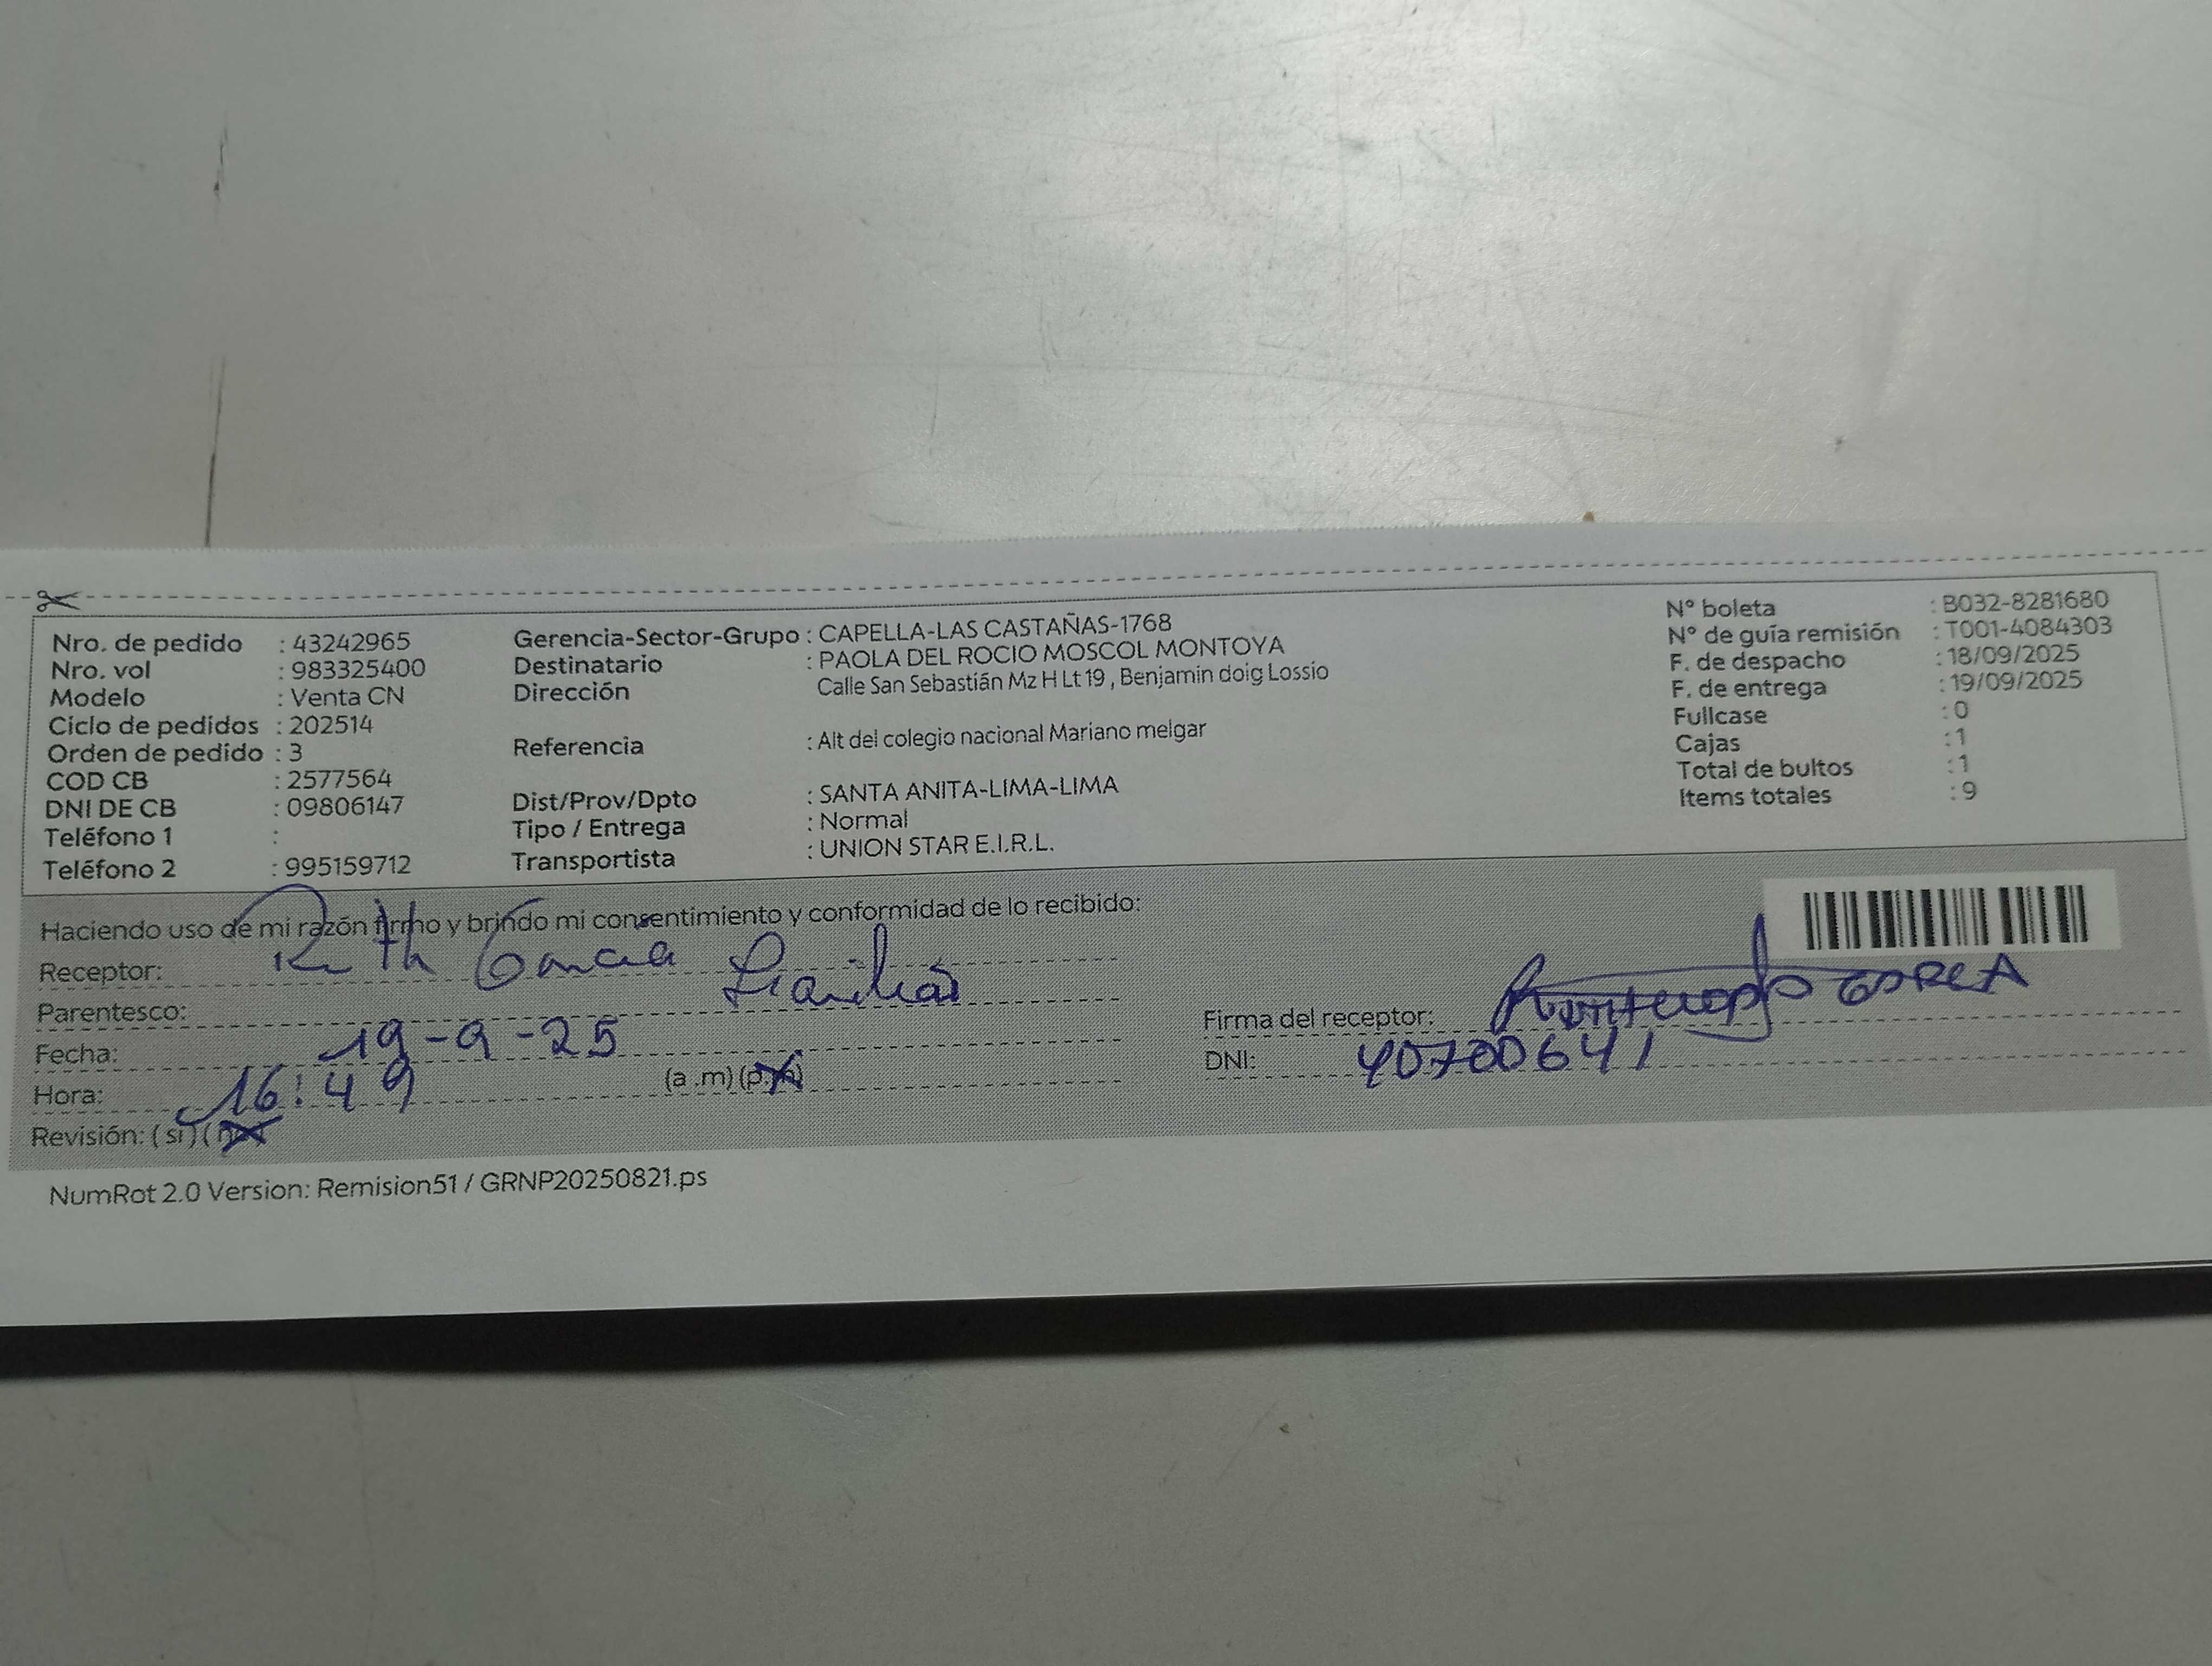 Nro. de pedido : 43242965
Nro. vol : 983325400
Modelo : Venta CN
Ciclo de pedidos : 202514
Orden de pedido : 3
COD CB : 2577564
DNI DE CB : 09806147
Teléfono 1 :
Teléfono 2 : 995159712
Gerencia-Sector-Grupo : CAPELLA-LAS CASTAÑAS-1768
Destinatario : PAOLA DEL ROCIO MOSCOL MONTOYA
Dirección Calle San Sebastián Mz H Lt 19 , Benjamin doig Lossio
Referencia : Alt del colegio nacional Mariano melgar
Dist/Prov/Dpto : SANTA ANITA-LIMA-LIMA
Tipo / Entrega : Normal
Transportista : UNION STAR E.I.R.L.
N° boleta : B032-8281680
N° de guía remisión : T001-4084303
F. de despacho : 18/09/2025
F. de entrega : 19/09/2025
Fullcase : 0
Cajas : 1
Total de bultos : 1
Items totales : 9
Haciendo uso de mi razón firmo y brindo mi consentimiento y conformidad de lo recibido:
Receptor: Ruth Garcia
Parentesco:
Fecha: 19-9-25
Hora: 16:49 (a .m) (p.m)
Revisión: ( si ) ( no )
Firma del receptor:
DNI: 40700641
NumRot 2.0 Version: Remision51 / GRNP20250821.ps